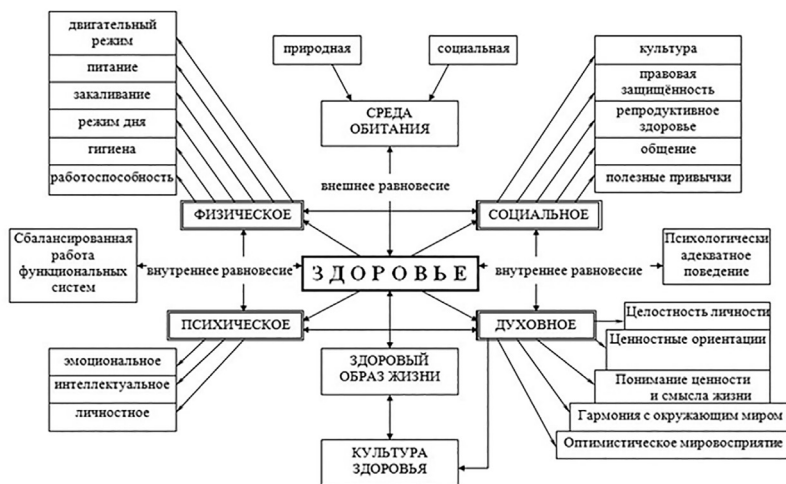 двигательный
режим
питание
закаливание
режим дня
гигиена
работоспособность
природная
социальная
СРЕДА
ОБИТАНИЯ
культура
правовая
защищённость
репродуктивное
здоровье
общение
полезные привычки
внешнее равновесие
ФИЗИЧЕСКОЕ
СОЦИАЛЬНОЕ
Сбалансированная
работа
функциональных
систем
внутреннее равновесие
ЗДОРОВЬЕ
внутреннее равновесие
Психологически
адекватное
поведение
ПСИХИЧЕСКОЕ
ДУХОВНОЕ
эмоциональное
интеллектуальное
личностное
ЗДОРОВЫЙ
ОБРАЗ ЖИЗНИ
КУЛЬТУРА
ЗДОРОВЬЯ
Целостность личности
Ценностные ориентации
Понимание ценности
и смысла жизни
Гармония с окружающим миром
Оптимистическое мировосприятие